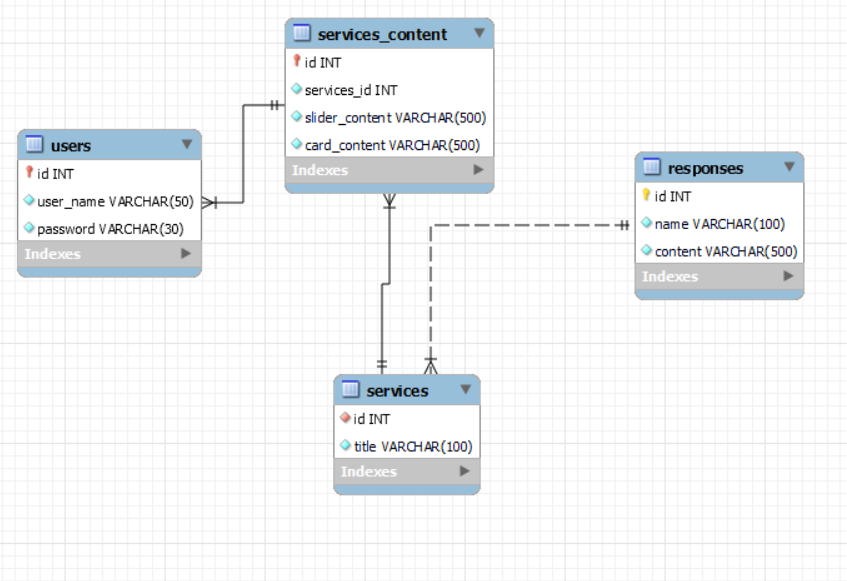 services_content
id INT
services_id INT
slider_content VARCHAR(500)
card_content VARCHAR(500)
Indexes
users
id INT
user_name VARCHAR(50)
password VARCHAR(30)
Indexes
responses
id INT
name VARCHAR(100)
content VARCHAR(500)
Indexes
services
id INT
title VARCHAR(100)
Indexes